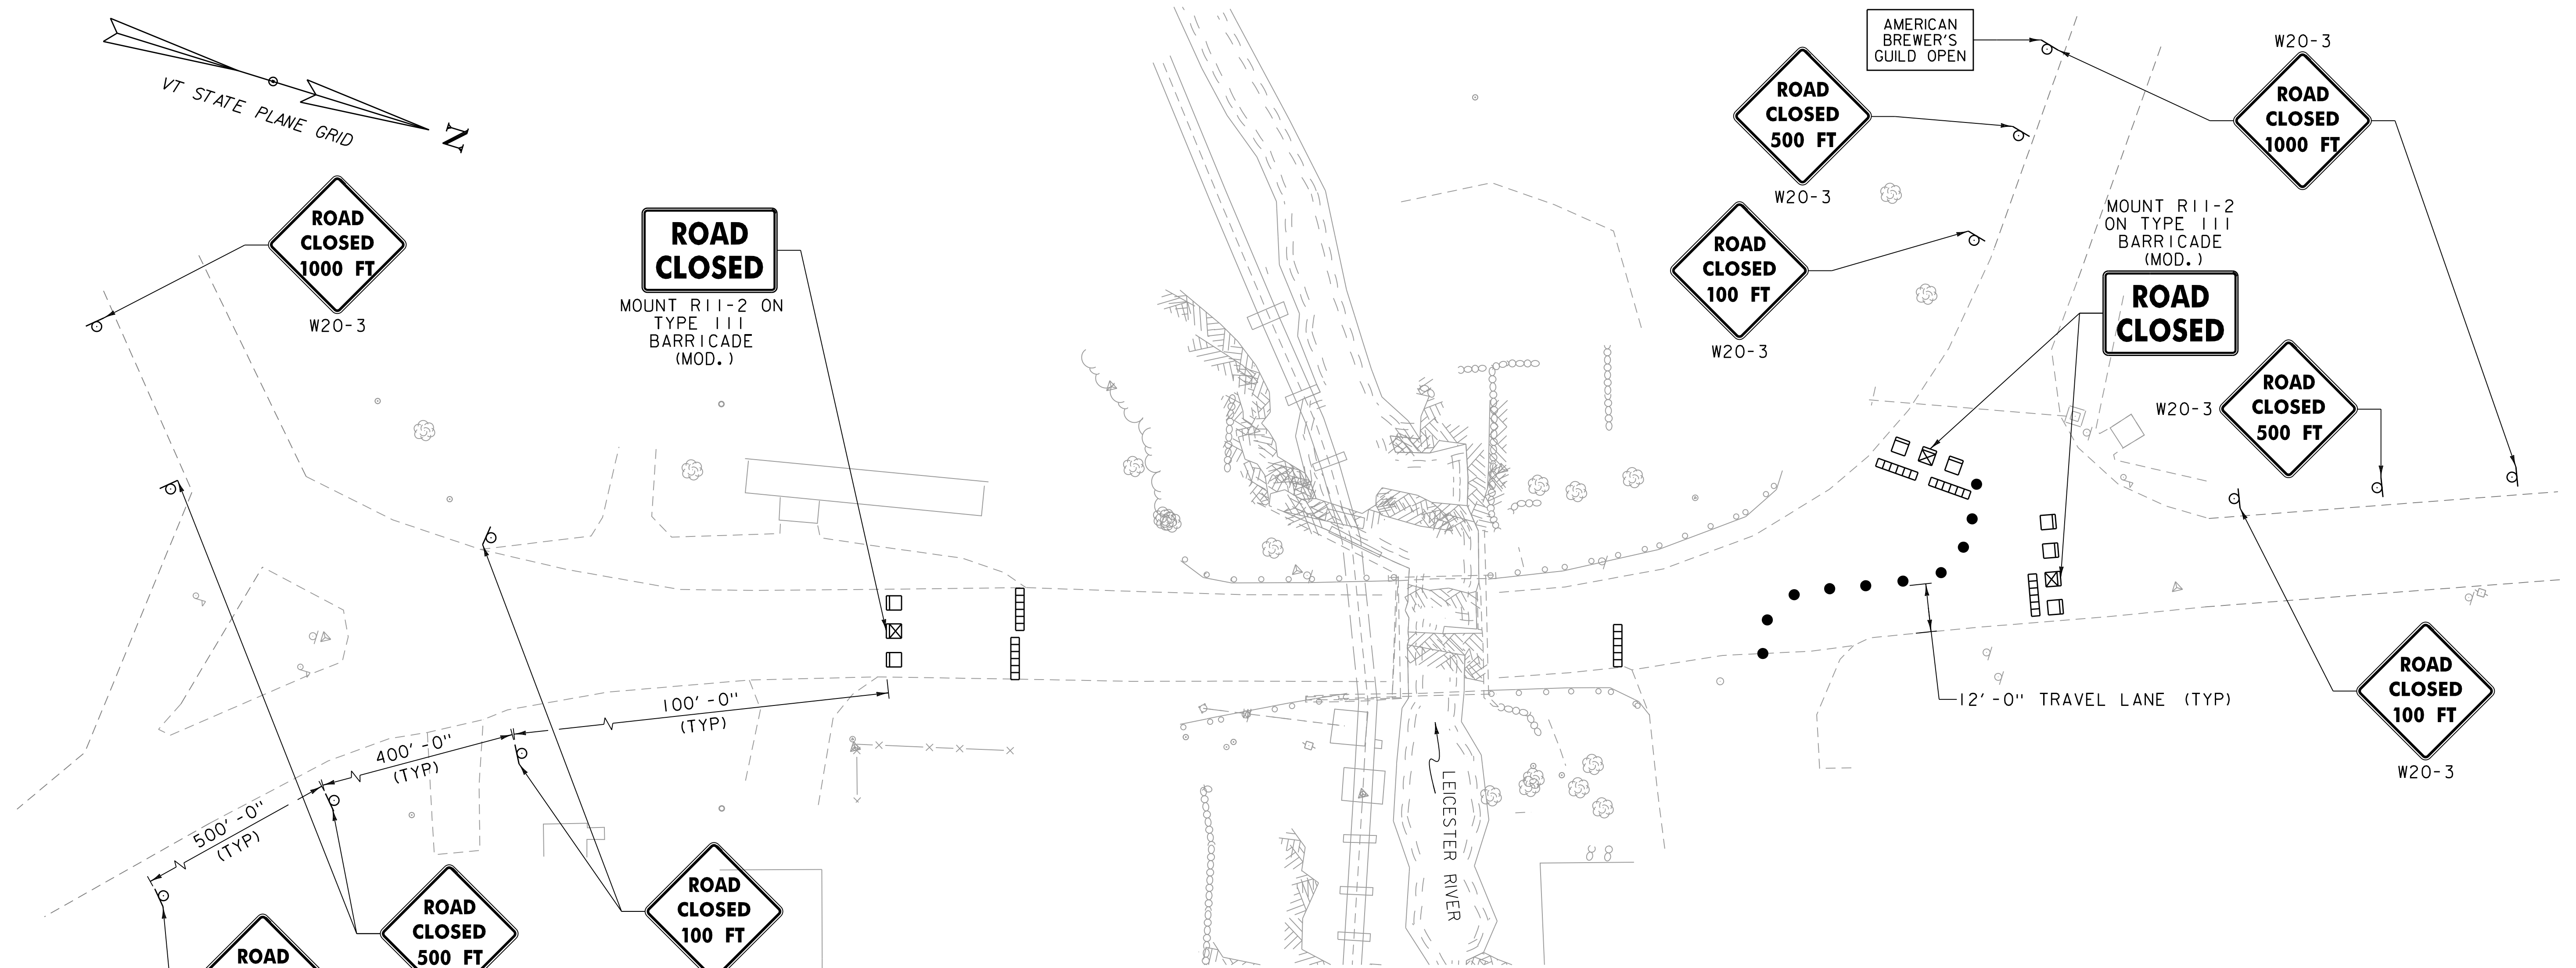 VT STATE PLANE GRID
N
ROAD
CLOSED
1000 FT
W20-3
ROAD
CLOSED
MOUNT R11-2 ON
TYPE III
BARRICADE
(MOD.)
AMERICAN
BREWER'S
GUILD OPEN
ROAD
CLOSED
500 FT
W20-3
ROAD
CLOSED
100 FT
W20-3
W20-3
ROAD
CLOSED
1000 FT
MOUNT R11-2
ON TYPE III
BARRICADE
(MOD.)
ROAD
CLOSED
W20-3
ROAD
CLOSED
500 FT
ROAD
CLOSED
100 FT
W20-3
12'-0" TRAVEL LANE (TYP)
LEICESTER RIVER
100'-0"
(TYP)
400'-0"
(TYP)
500'-0"
(TYP)
ROAD
ROAD
CLOSED
500 FT
ROAD
CLOSED
100 FT